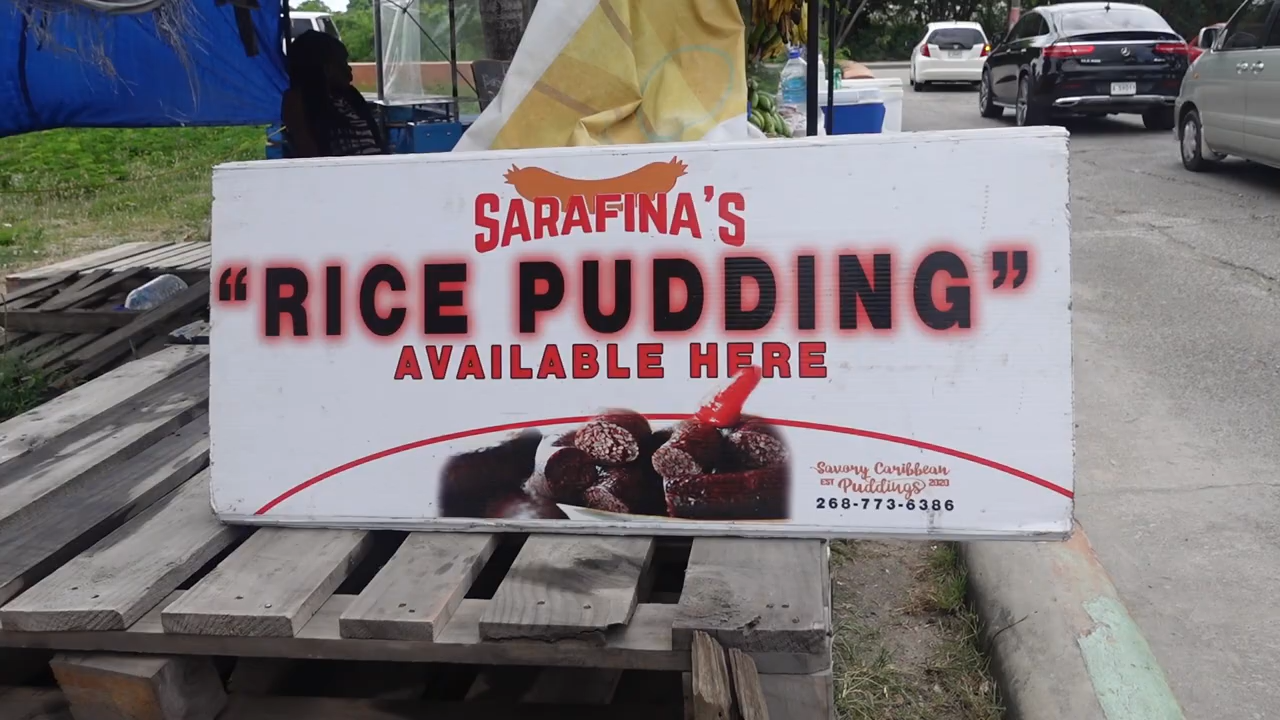 SARAFINA'S
"RICE PUDDING"
AVAILABLE HERE
Savory Caribbean
EST Puddings 2020
268-773-6386